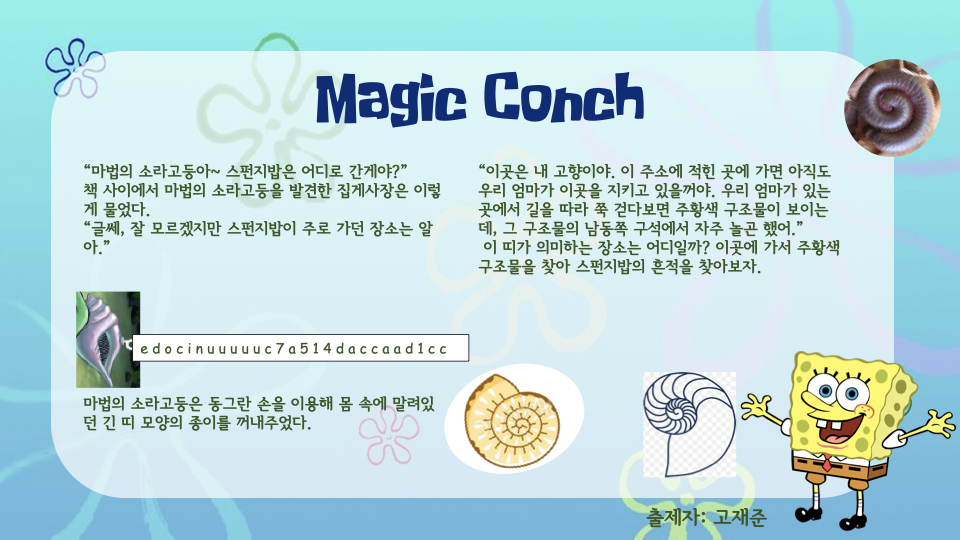 Magic Conch
“마법의 소라고둥아~ 스펀지밥은 어디로 간게야?”
책 사이에서 마법의 소라고둥을 발견한 집게사장은 이렇
게 물었다.
“글쎄, 잘 모르겠지만 스펀지밥이 주로 가던 장소는 알
아.”
edocinuuuuuc7a514daccaad1cc
마법의 소라고둥은 동그란 손을 이용해 몸 속에 말려있
던 긴 띠 모양의 종이를 꺼내주었다.
“이곳은 내 고향이야. 이 주소에 적힌 곳에 가면 아직도
우리 엄마가 이곳을 지키고 있을꺼야. 우리 엄마가 있는
곳에서 길을 따라 쭉 걷다보면 주황색 구조물이 보이는
데, 그 구조물의 남동쪽 구석에서 자주 놀곤 했어.”
이 띠가 의미하는 장소는 어디일까? 이곳에 가서 주황색
구조물을 찾아 스펀지밥의 흔적을 찾아보자.
출제자: 고재준